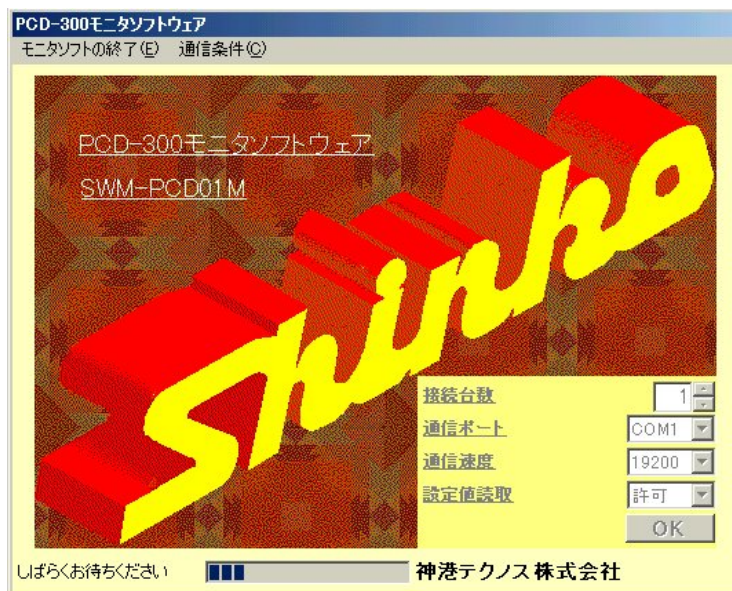 PCD-300モニタソフトウェア
モニタソフトの終了(E) 通信条件(C)
PCD-300モニタソフトウェア
SWM-PCD01M
Shinko
接続台数 1
通信ポート COM1
通信速度 19200
設定値読取 許可
OK
しばらくお待ちください 神港テクノス株式会社